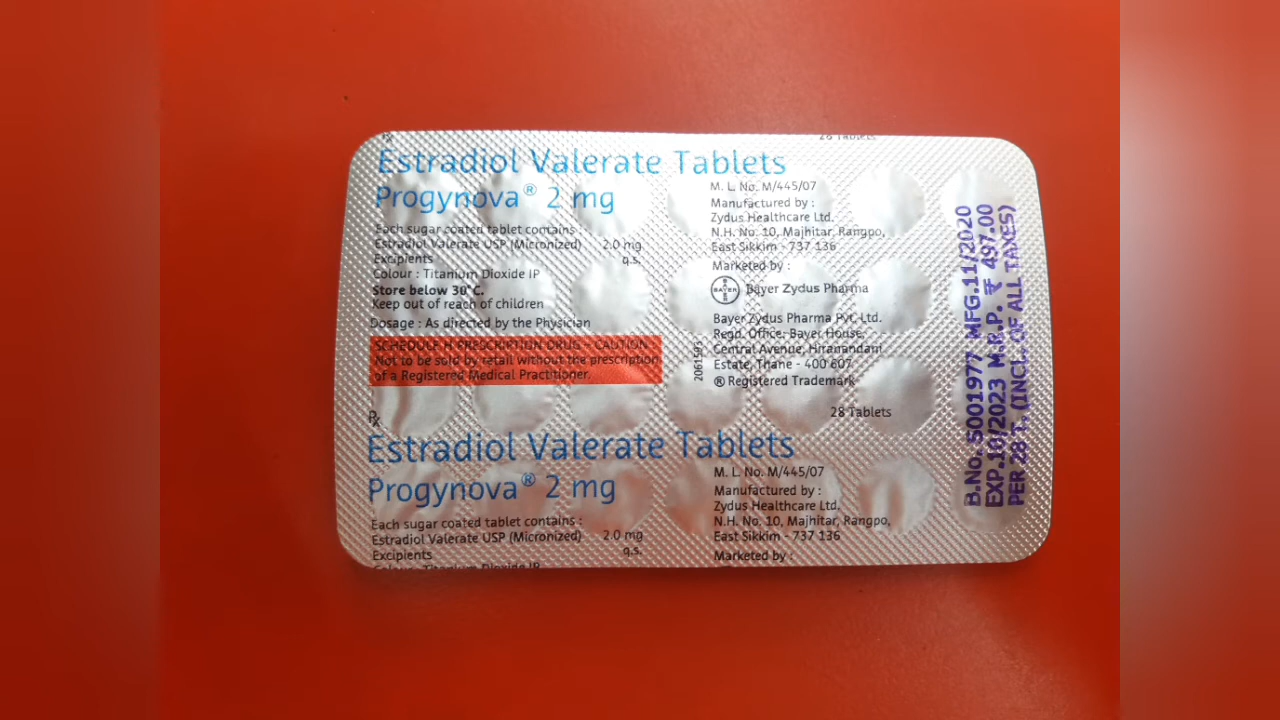 28 Tablets
Rx
Estradiol Valerate Tablets
Progynova® 2 mg
Each sugar coated tablet contains :
Estradiol Valerate USP (Micronized) 2.0 mg
Excipients q.s.
Colour : Titanium Dioxide IP
Store below 30°C.
Keep out of reach of children
Dosage : As directed by the Physician
SCHEDULE H PRESCRIPTION DRUG - CAUTION
Not to be sold by retail without the prescription
of a Registered Medical Practitioner.
M. L. No. M/445/07
Manufactured by :
Zydus Healthcare Ltd.
N.H. No. 10, Majhitar, Rangpo,
East Sikkim - 737 136
Marketed by :
BAYER
Bayer Zydus Pharma
Bayer Zydus Pharma Pvt. Ltd.
Regd. Office: Bayer House,
Central Avenue, Hiranandani
Estate, Thane - 400 607.
® Registered Trademark
2061593
28 Tablets
Rx
Estradiol Valerate Tablets
Progynova® 2 mg
Each sugar coated tablet contains :
Estradiol Valerate USP (Micronized) 2.0 mg
Excipients q.s.
Colour : Titanium Dioxide IP
M. L. No. M/445/07
Manufactured by :
Zydus Healthcare Ltd.
N.H. No. 10, Majhitar, Rangpo,
East Sikkim - 737 136
Marketed by :
B.No. S001977 MFG.11/2020
EXP.10/2023 M.R.P. ₹ 497.00
PER 28 T. (INCL. OF ALL TAXES)